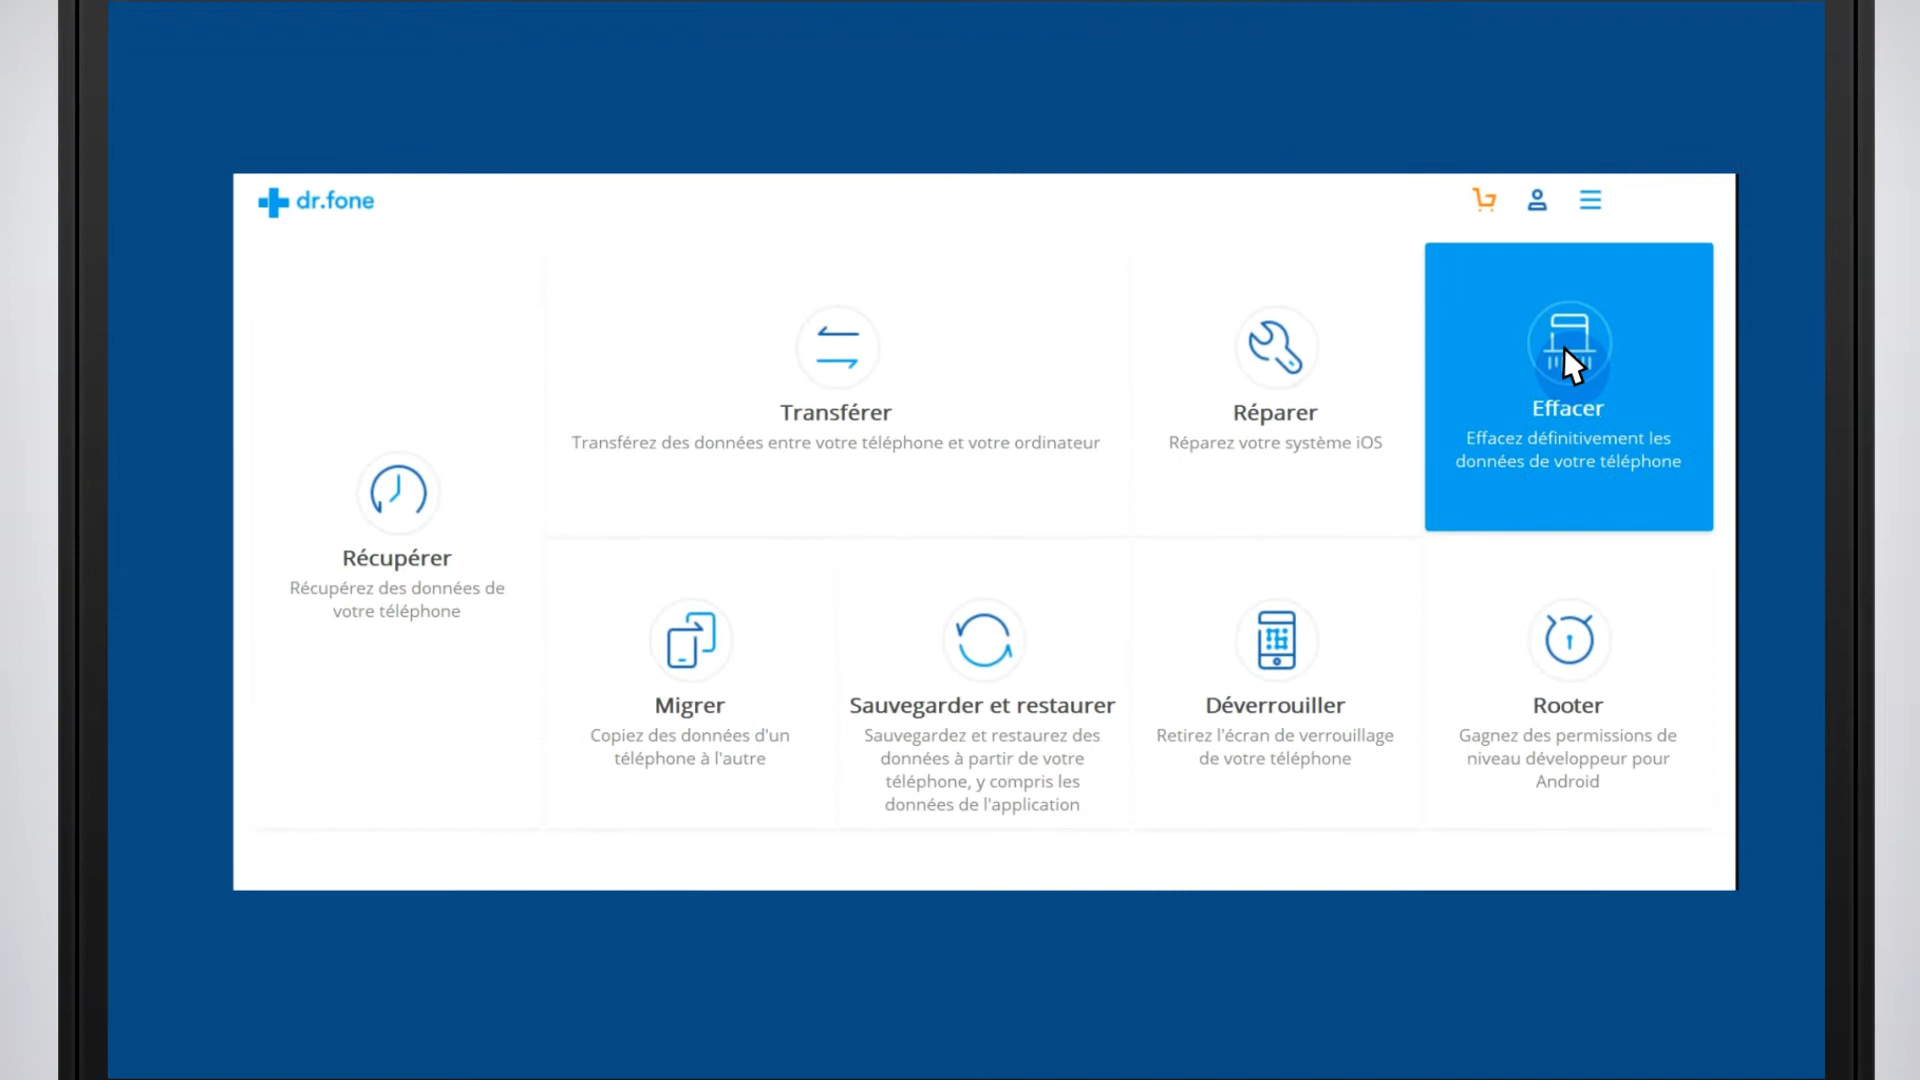 dr.fone
Transférer
Transférez des données entre votre téléphone et votre ordinateur
Réparer
Réparez votre système iOS
Effacer
Effacez définitivement les
données de votre téléphone
Récupérer
Récupérez des données de
votre téléphone
Migrer
Copiez des données d'un
téléphone à l'autre
Sauvegarder et restaurer
Sauvegardez et restaurez des
données à partir de votre
téléphone, y compris les
données de l'application
Déverrouiller
Retirez l'écran de verrouillage
de votre téléphone
Rooter
Gagnez des permissions de
niveau développeur pour
Android